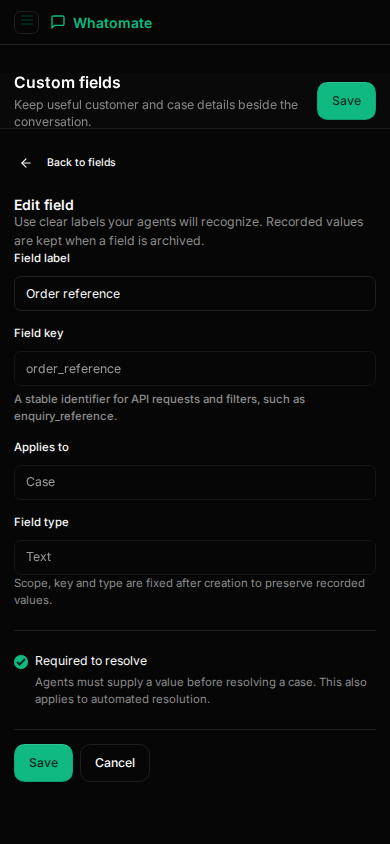 Whatomate
Custom fields
Keep useful customer and case details beside the
conversation.
Save
Back to fields
Edit field
Use clear labels your agents will recognize. Recorded values
are kept when a field is archived.
Field label
Order reference
Field key
order_reference
A stable identifier for API requests and filters, such as
enquiry_reference.
Applies to
Case
Field type
Text
Scope, key and type are fixed after creation to preserve recorded
values.
Required to resolve
Agents must supply a value before resolving a case. This also
applies to automated resolution.
Save
Cancel